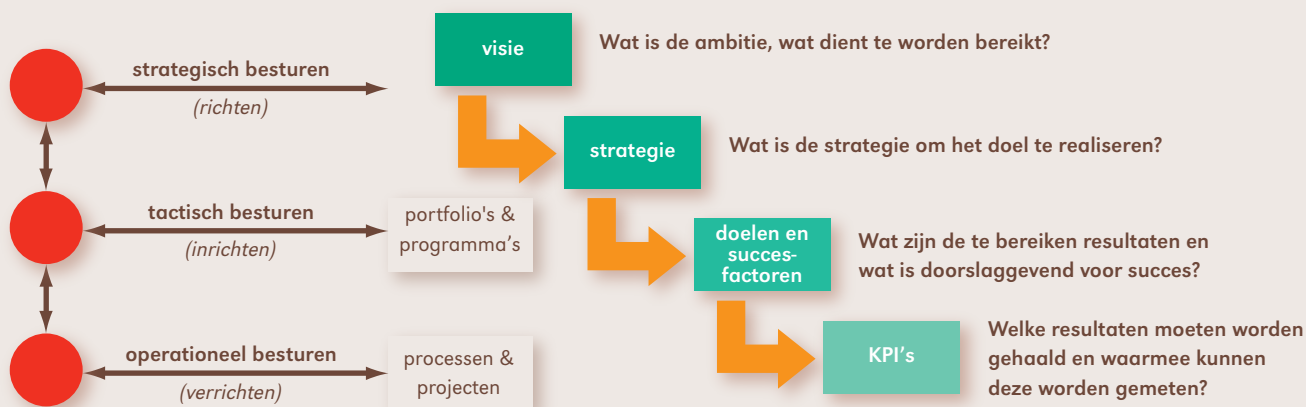 visie
Wat is de ambitie, wat dient te worden bereikt?
strategisch besturen
(richten)
strategie
Wat is de strategie om het doel te realiseren?
tactisch besturen
(inrichten)
portfolio's &
programma’s
doelen en
succes-
factoren
Wat zijn de te bereiken resultaten en
wat is doorslaggevend voor succes?
operationeel besturen
(verrichten)
processen &
projecten
KPI’s
Welke resultaten moeten worden
gehaald en waarmee kunnen
deze worden gemeten?